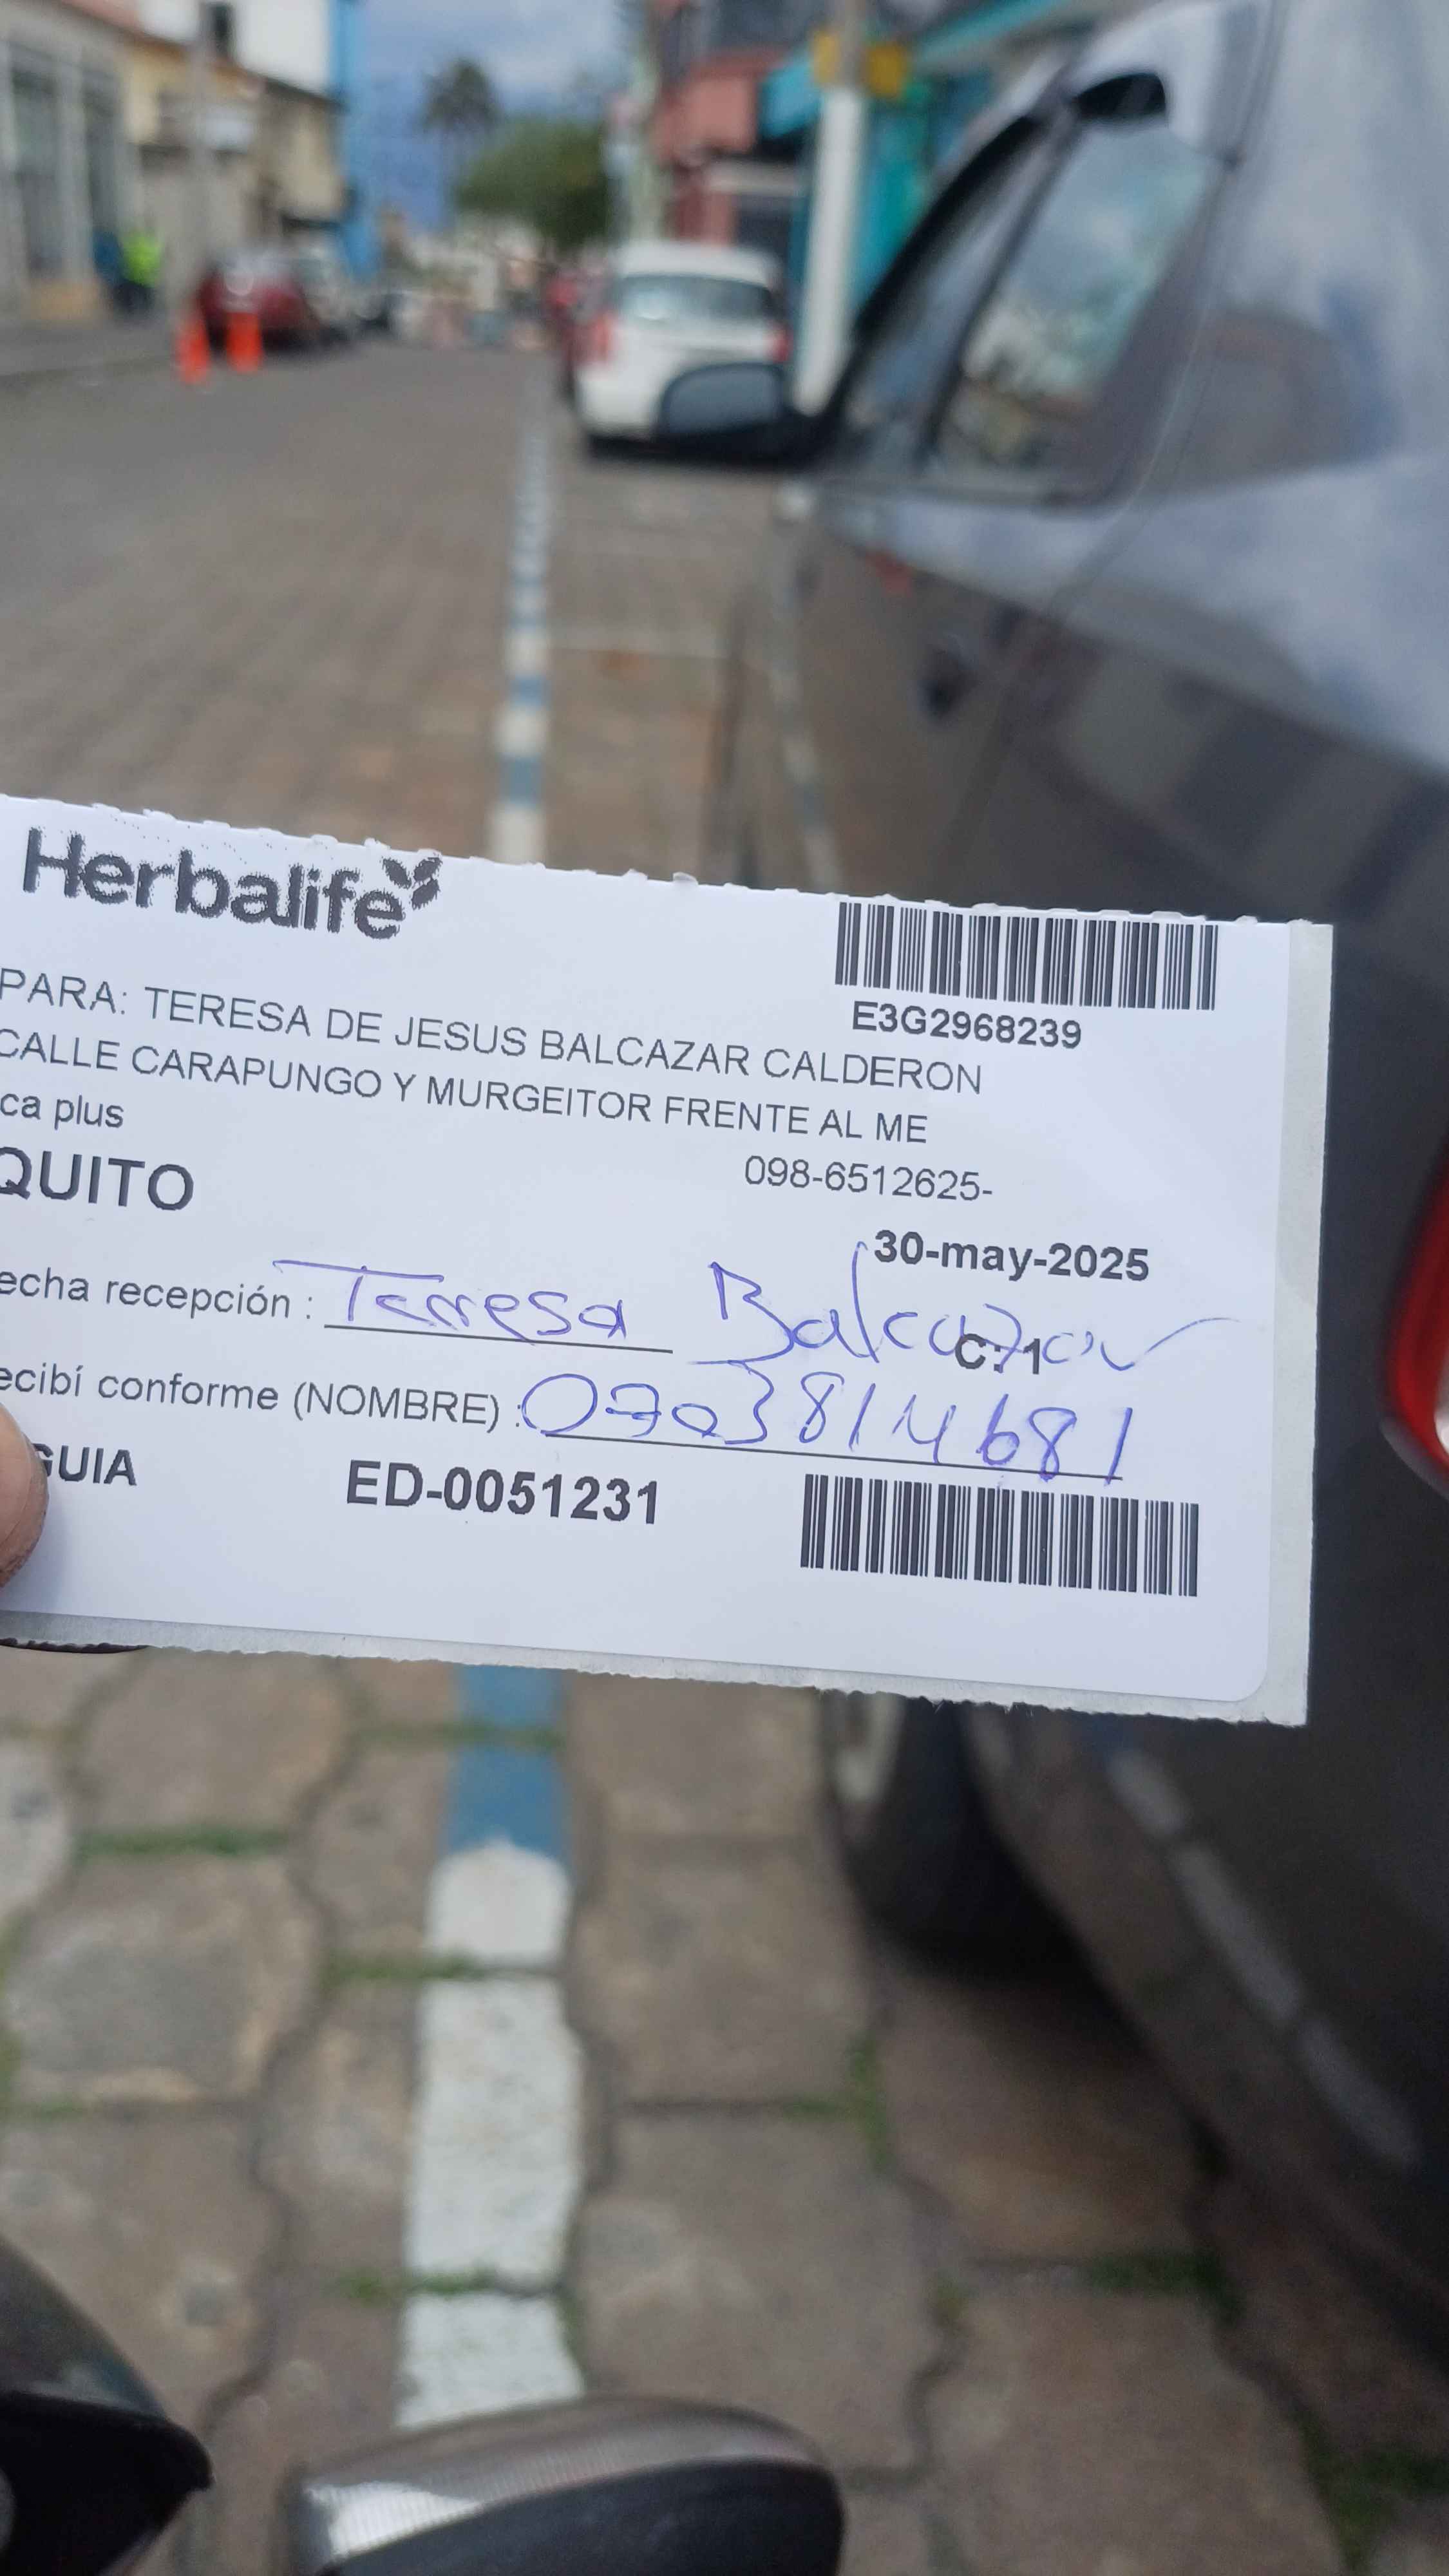 Herbalife
E3G2968239
PARA: TERESA DE JESUS BALCAZAR CALDERON
CALLE CARAPUNGO Y MURGEITOR FRENTE AL ME
ca plus
098-6512625-
QUITO
30-may-2025
echa recepción : Teresa Balcazar
C: 1
ecibí conforme (NOMBRE) : 0703814681
GUIA ED-0051231